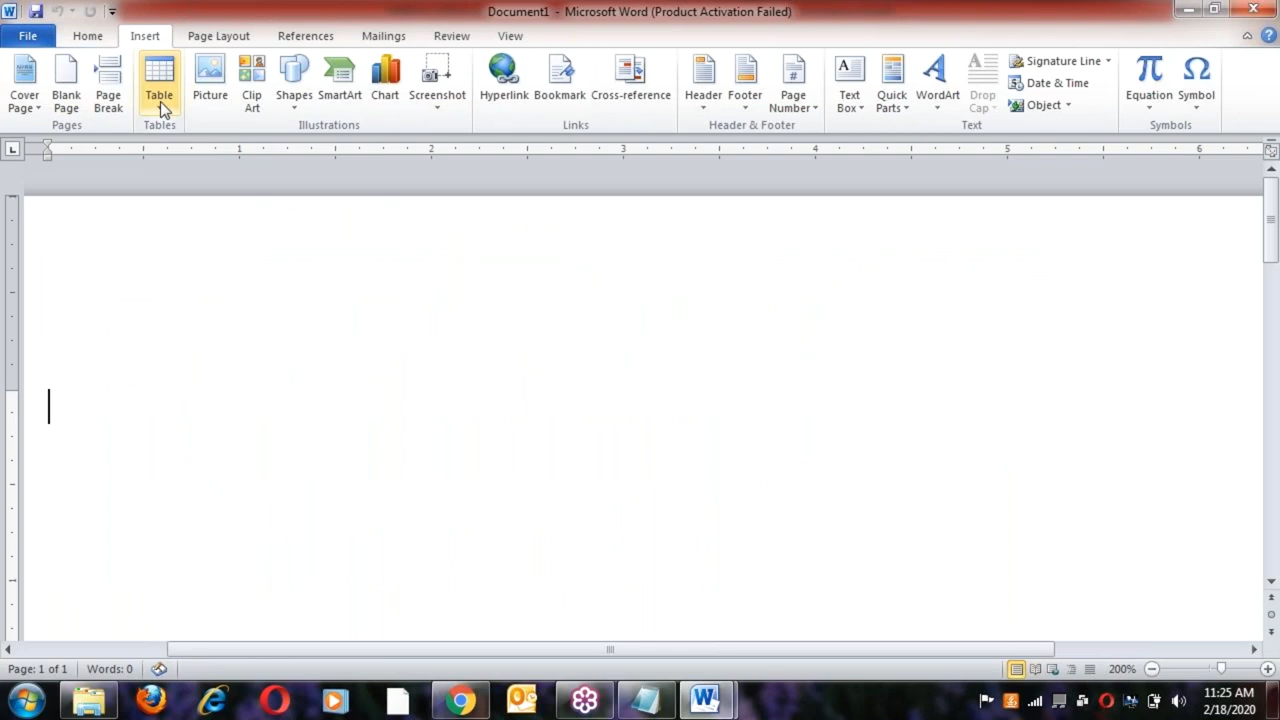 Document1 - Microsoft Word (Product Activation Failed)
File Home Insert Page Layout References Mailings Review View
Cover Page Blank Page Page Break
Table
Picture Clip Art Shapes SmartArt Chart Screenshot
Hyperlink Bookmark Cross-reference
Header Footer Page Number
Text Box Quick Parts WordArt Drop Cap
Signature Line
Date & Time
Object
Equation Symbol
Pages Tables Illustrations Links Header & Footer Text Symbols
1 2 3 4 5 6
Page: 1 of 1 Words: 0 200%
11:25 AM
2/18/2020